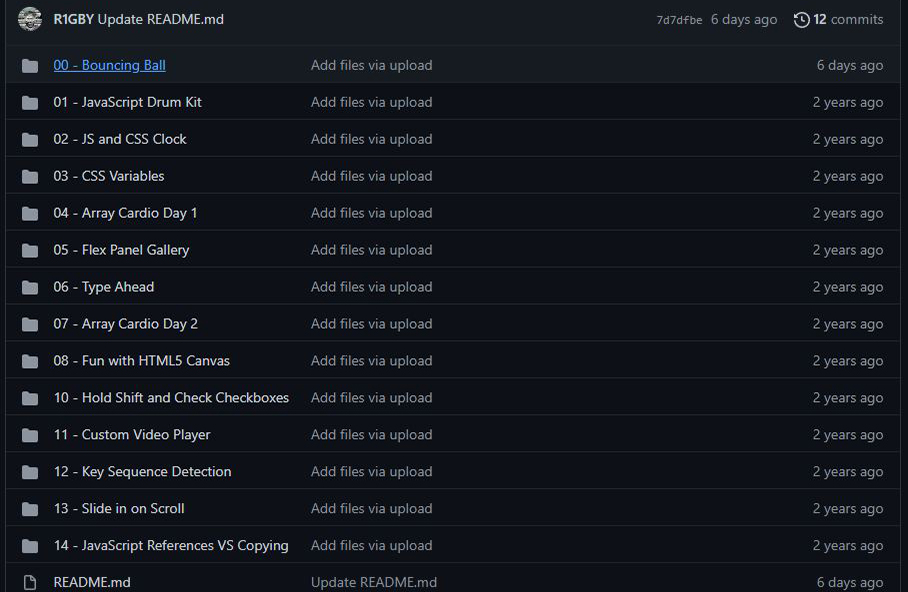 R1GBY Update README.md 7d7dfbe 6 days ago 12 commits
00 - Bouncing Ball Add files via upload 6 days ago
01 - JavaScript Drum Kit Add files via upload 2 years ago
02 - JS and CSS Clock Add files via upload 2 years ago
03 - CSS Variables Add files via upload 2 years ago
04 - Array Cardio Day 1 Add files via upload 2 years ago
05 - Flex Panel Gallery Add files via upload 2 years ago
06 - Type Ahead Add files via upload 2 years ago
07 - Array Cardio Day 2 Add files via upload 2 years ago
08 - Fun with HTML5 Canvas Add files via upload 2 years ago
10 - Hold Shift and Check Checkboxes Add files via upload 2 years ago
11 - Custom Video Player Add files via upload 2 years ago
12 - Key Sequence Detection Add files via upload 2 years ago
13 - Slide in on Scroll Add files via upload 2 years ago
14 - JavaScript References VS Copying Add files via upload 2 years ago
README.md Update README.md 6 days ago